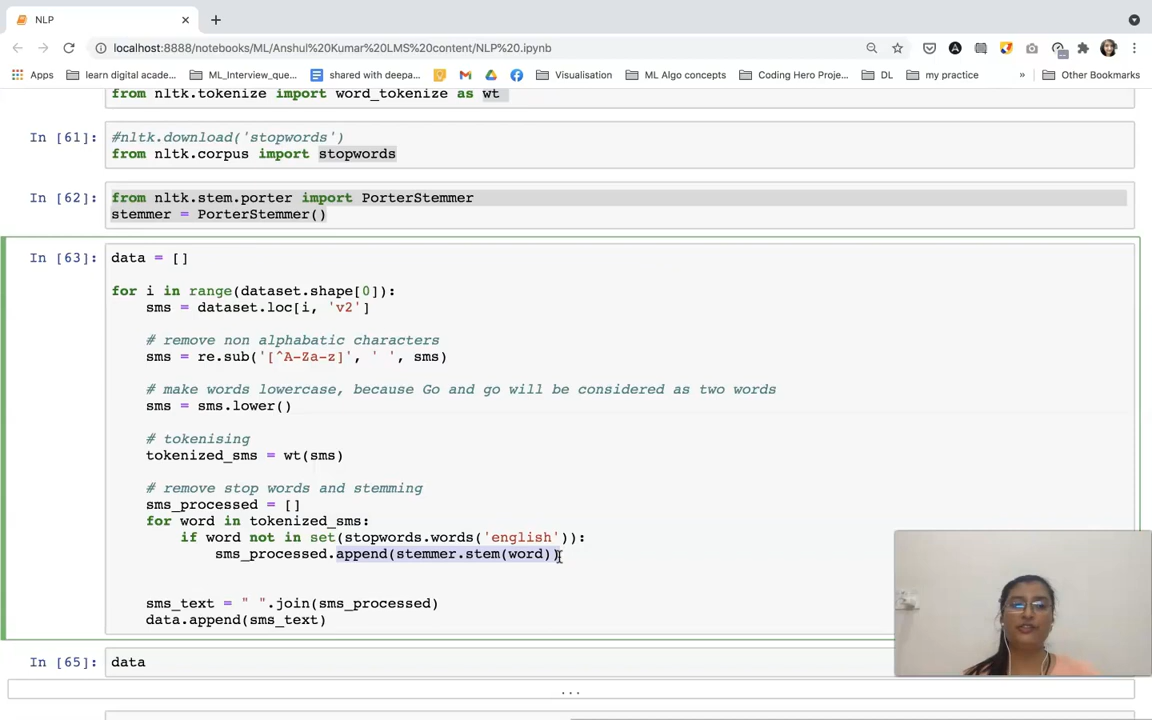 NLP
localhost:8888/notebooks/ML/Anshul%20Kumar%20LMS%20content/NLP%20.ipynb
Apps learn digital acade... ML_Interview_que... shared with deepa... Visualisation ML Algo concepts Coding Hero Proje... DL my practice » Other Bookmarks
from nltk.tokenize import word_tokenize as wt
In [61]: #nltk.download('stopwords')
from nltk.corpus import stopwords
In [62]: from nltk.stem.porter import PorterStemmer
stemmer = PorterStemmer()
In [63]: data = []
for i in range(dataset.shape[0]):
sms = dataset.loc[i, 'v2']
# remove non alphabatic characters
sms = re.sub('[^A-Za-z]', ' ', sms)
# make words lowercase, because Go and go will be considered as two words
sms = sms.lower()
# tokenising
tokenized_sms = wt(sms)
# remove stop words and stemming
sms_processed = []
for word in tokenized_sms:
if word not in set(stopwords.words('english')):
sms_processed.append(stemmer.stem(word))
sms_text = " ".join(sms_processed)
data.append(sms_text)
In [65]: data
...